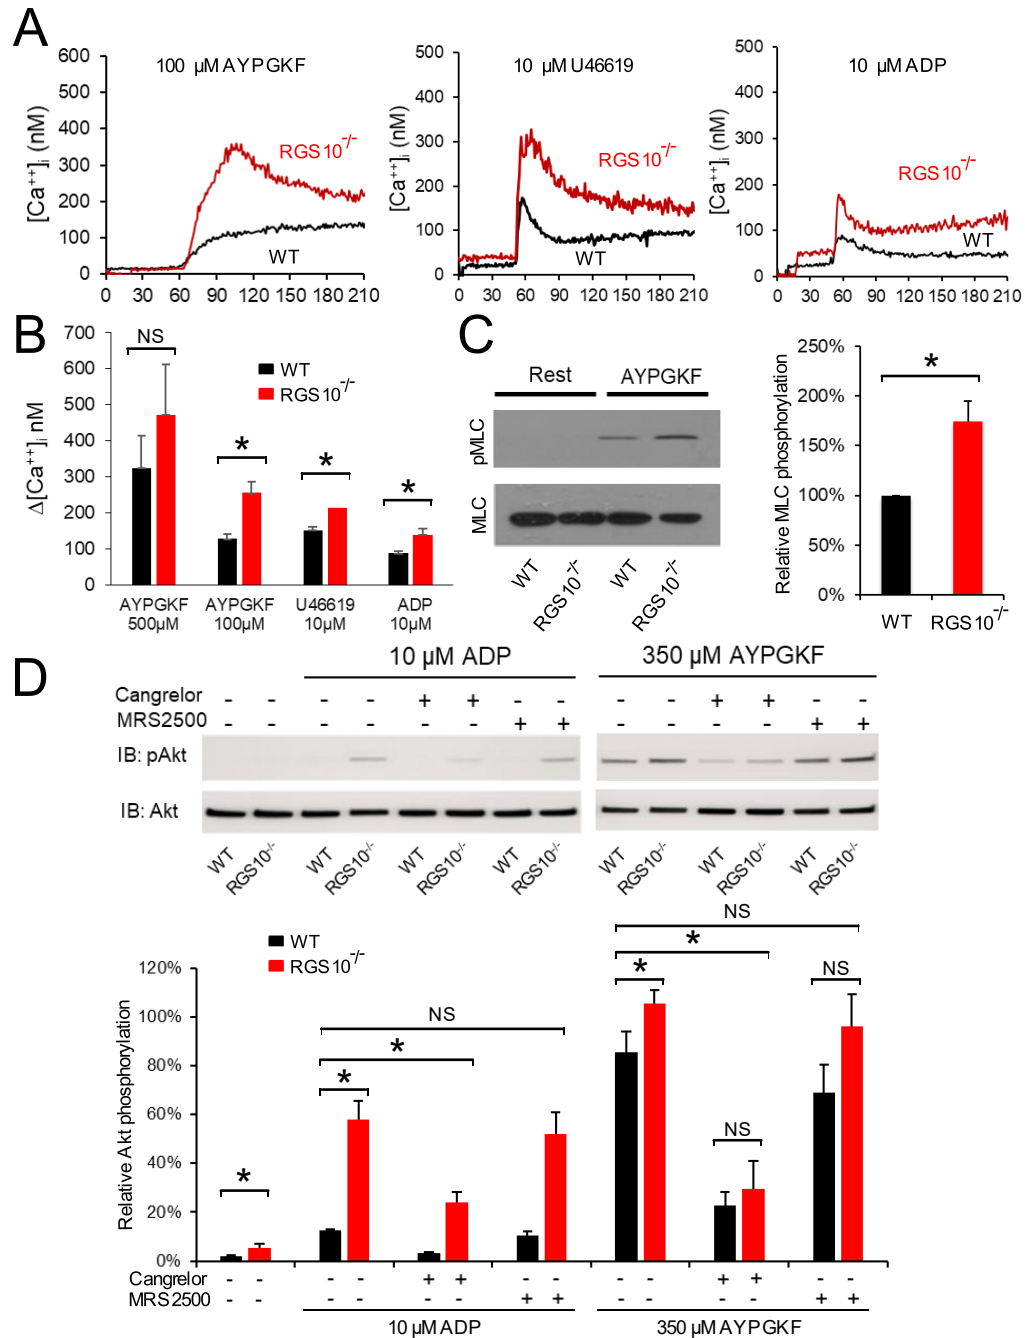 A
100 µM AYPGKF
10 µM U46619
10 µM ADP
[Ca++]i (nM)
600
500
400
300
200
100
0
RGS10-/-
WT
0 30 60 90 120 150 180 210
[Ca++]i (nM)
500
400
300
200
100
0
RGS10-/-
WT
0 30 60 90 120 150 180 210
[Ca++]i (nM)
500
400
300
200
100
0
RGS10-/-
WT
0 30 60 90 120 150 180 210
B
Δ[Ca++]i nM
700
600
500
400
300
200
100
0
NS
WT
RGS10-/-
*
*
*
AYPGKF
500µM
AYPGKF
100µM
U46619
10µM
ADP
10µM
C
Rest AYPGKF
pMLC
MLC
WT
RGS10-/-
WT
RGS10-/-
Relative MLC phosphorylation
250%
200%
150%
100%
50%
0%
*
WT RGS10-/-
D
10 µM ADP
350 µM AYPGKF
Cangrelor - - - - + + - - - - + + - -
MRS2500 - - - - - - + + - - - - + +
IB: pAkt
IB: Akt
WT
RGS10-/-
WT
RGS10-/-
WT
RGS10-/-
WT
RGS10-/-
WT
RGS10-/-
WT
RGS10-/-
WT
RGS10-/-
WT
RGS10-/-
Relative Akt phosphorylation
120%
100%
80%
60%
40%
20%
0%
*
NS
*
*
NS
*
*
NS
NS
Cangrelor - - - - + + - - - - + + - -
MRS2500 - - - - - - + + - - - - + +
10 µM ADP
350 µM AYPGKF